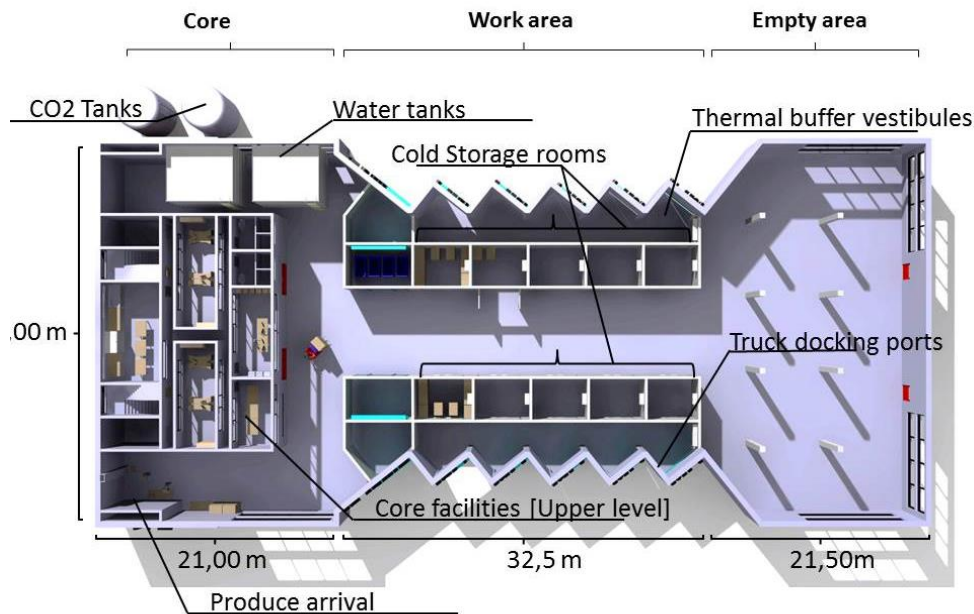 Core
Work area
Empty area
CO2 Tanks
Water tanks
Thermal buffer vestibules
Cold Storage rooms
,00 m
Truck docking ports
Core facilities [Upper level]
21,00 m
32,5 m
21,50m
Produce arrival